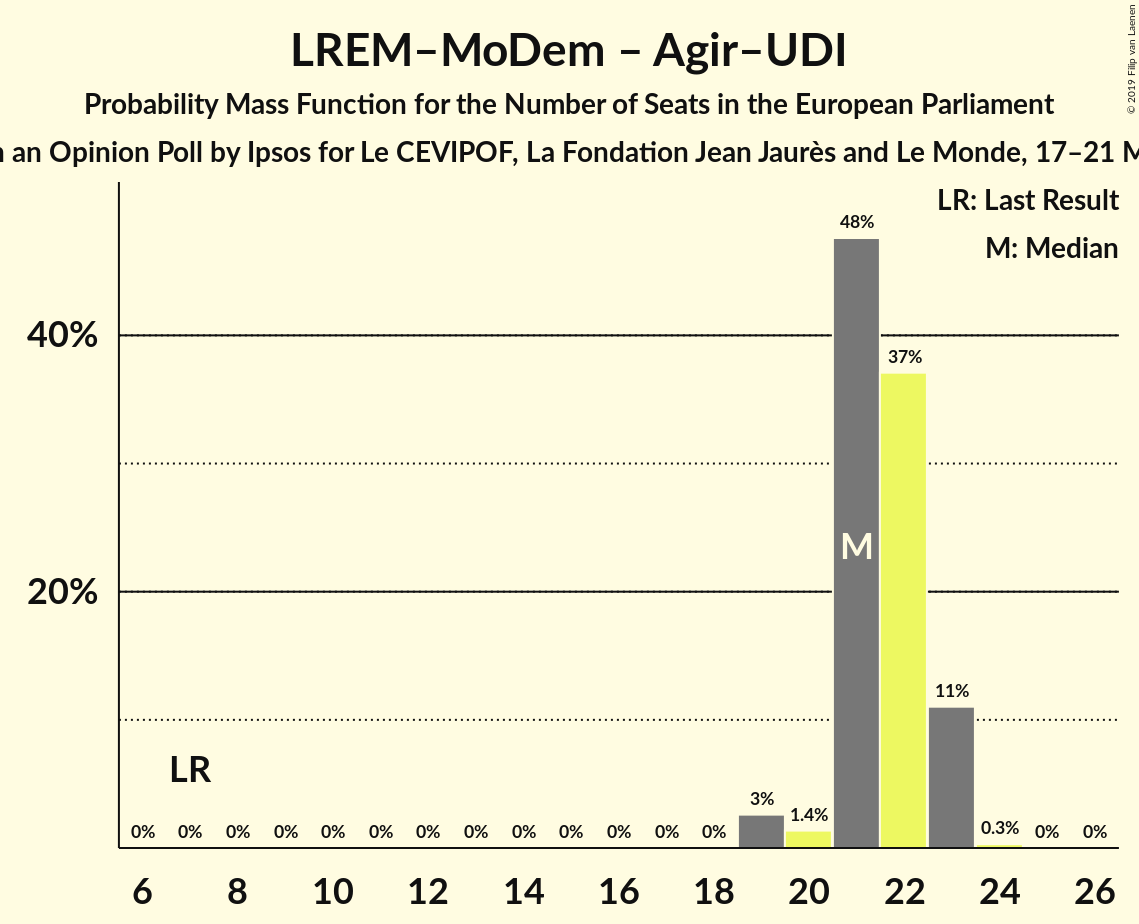 LREM–MoDem – Agir–UDI
Probability Mass Function for the Number of Seats in the European Parliament
an Opinion Poll by Ipsos for Le CEVIPOF, La Fondation Jean Jaurès and Le Monde, 17–21
© 2019 Filip van Laenen
LR: Last Result
M: Median
48%
40%
37%
M
20%
11%
LR
3%
1.4%
0% 0% 0% 0% 0% 0% 0% 0% 0% 0% 0% 0% 0% 0.3% 0% 0%
6 8 10 12 14 16 18 20 22 24 26